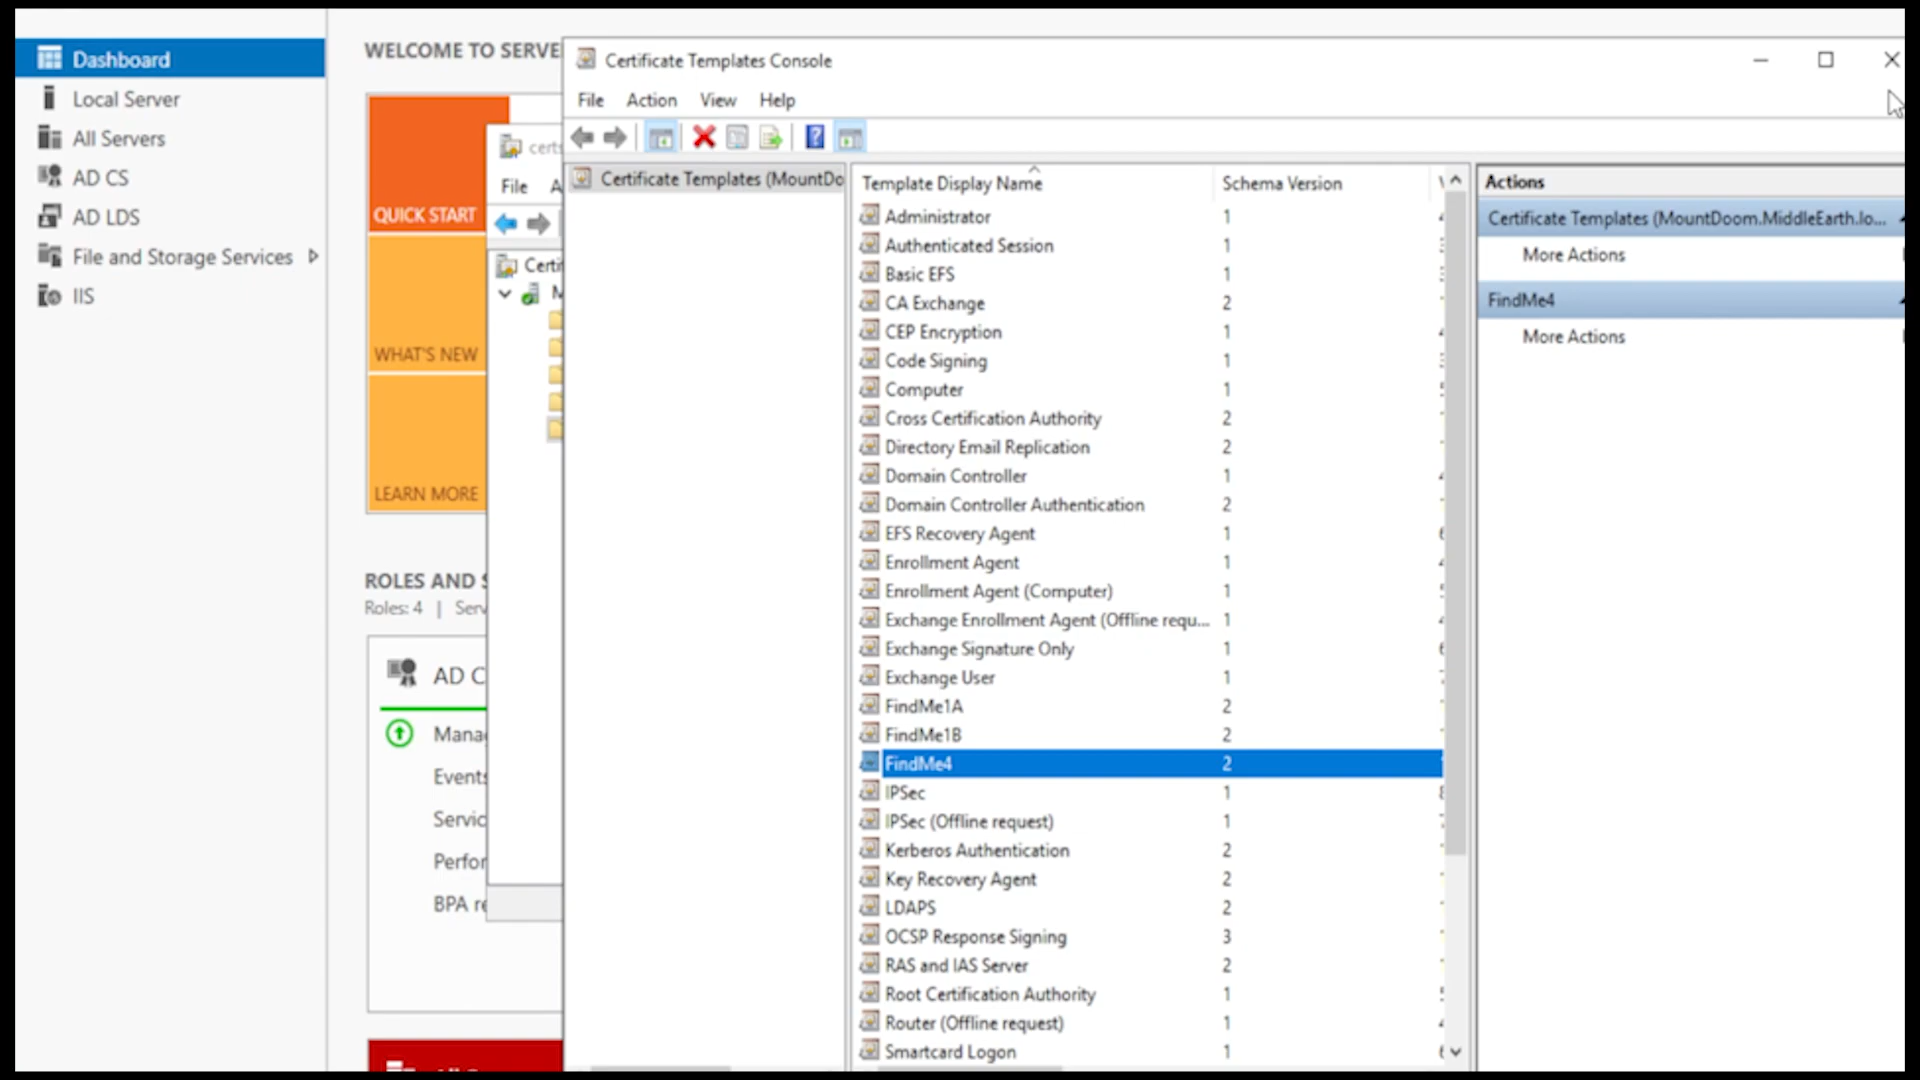 Dashboard
Local Server
All Servers
AD CS
AD LDS
File and Storage Services
IIS
WELCOME TO SERVE
QUICK START
WHAT'S NEW
LEARN MORE
ROLES AND S
Roles: 4 | Serv
AD C
Mana
Events
Servic
Perfor
BPA re
certs
File A
Certif
M
Certificate Templates Console
File Action View Help
Certificate Templates (MountDo
Template Display Name Schema Version
Administrator 1
Authenticated Session 1
Basic EFS 1
CA Exchange 2
CEP Encryption 1
Code Signing 1
Computer 1
Cross Certification Authority 2
Directory Email Replication 2
Domain Controller 1
Domain Controller Authentication 2
EFS Recovery Agent 1
Enrollment Agent 1
Enrollment Agent (Computer) 1
Exchange Enrollment Agent (Offline requ... 1
Exchange Signature Only 1
Exchange User 1
FindMe1A 2
FindMe1B 2
FindMe4 2
IPSec 1
IPSec (Offline request) 1
Kerberos Authentication 2
Key Recovery Agent 2
LDAPS 2
OCSP Response Signing 3
RAS and IAS Server 2
Root Certification Authority 1
Router (Offline request) 1
Smartcard Logon 1
Actions
Certificate Templates (MountDoom.MiddleEarth.lo...
More Actions
FindMe4
More Actions